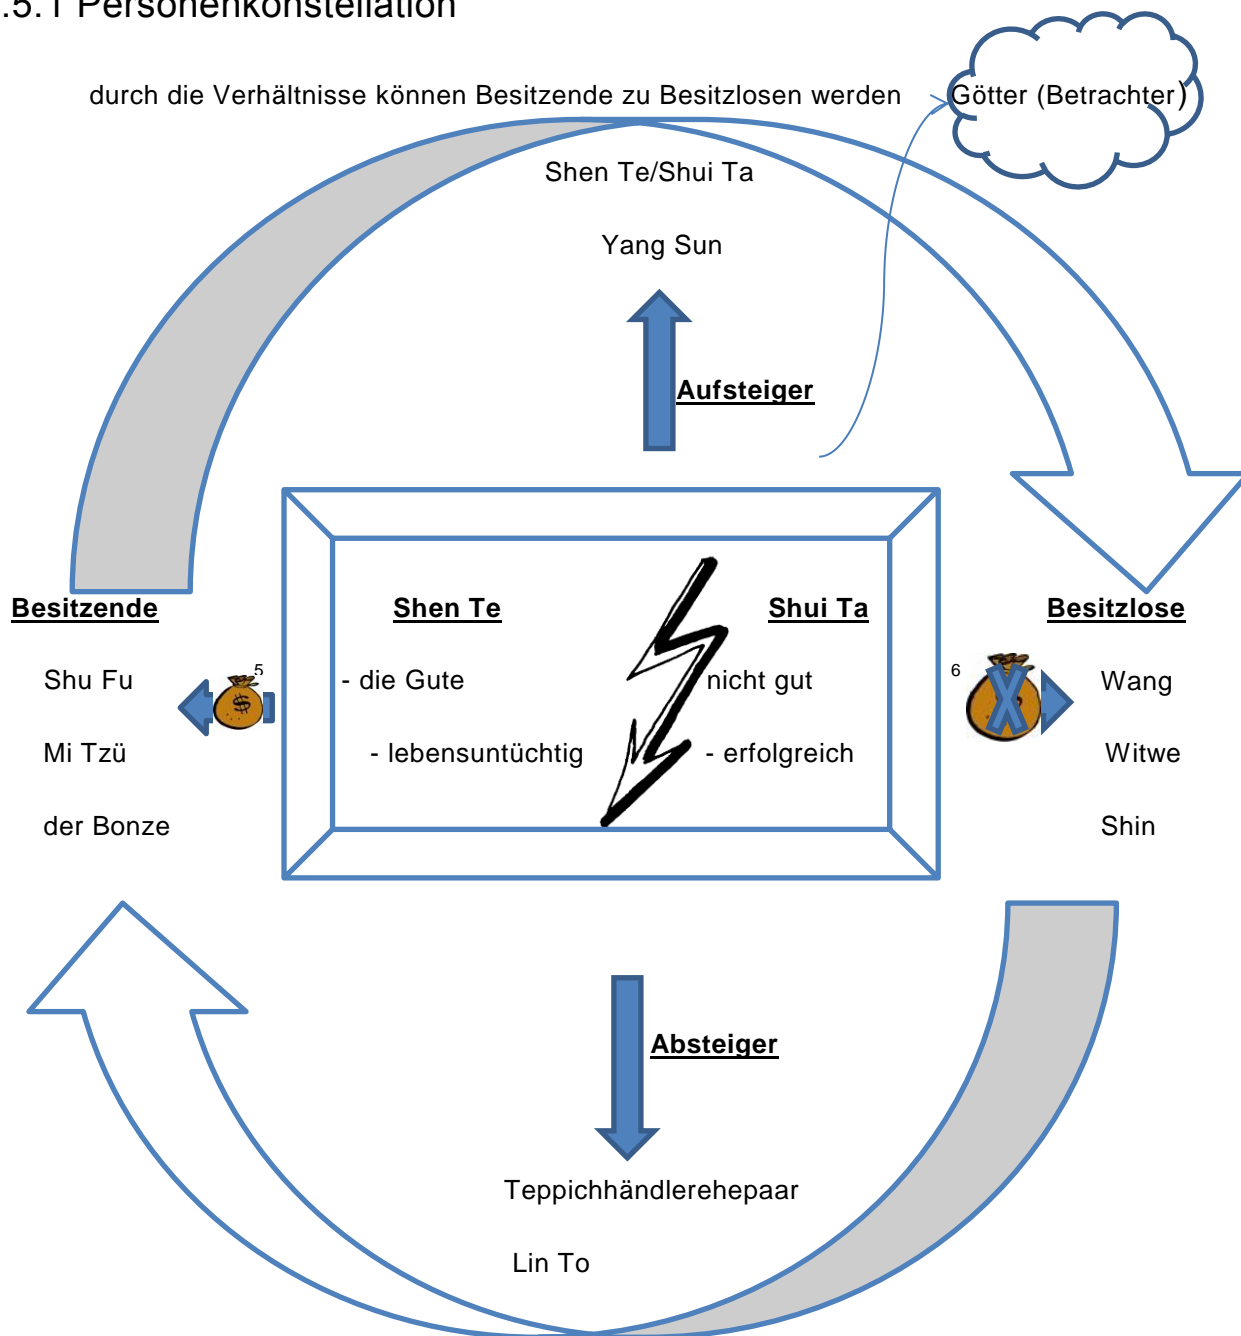 .5.1 Personenkonstellation
durch die Verhältnisse können Besitzende zu Besitzlosen werden
Götter (Betrachter)
Shen Te/Shui Ta
Yang Sun
Aufsteiger
Besitzende
Shen Te
Shui Ta
Besitzlose
Shu Fu
5
$
- die Gute
nicht gut
6
Wang
Mi Tzü
- lebensuntüchtig
- erfolgreich
Witwe
der Bonze
Shin
Absteiger
Teppichhändlerehepaar
Lin To